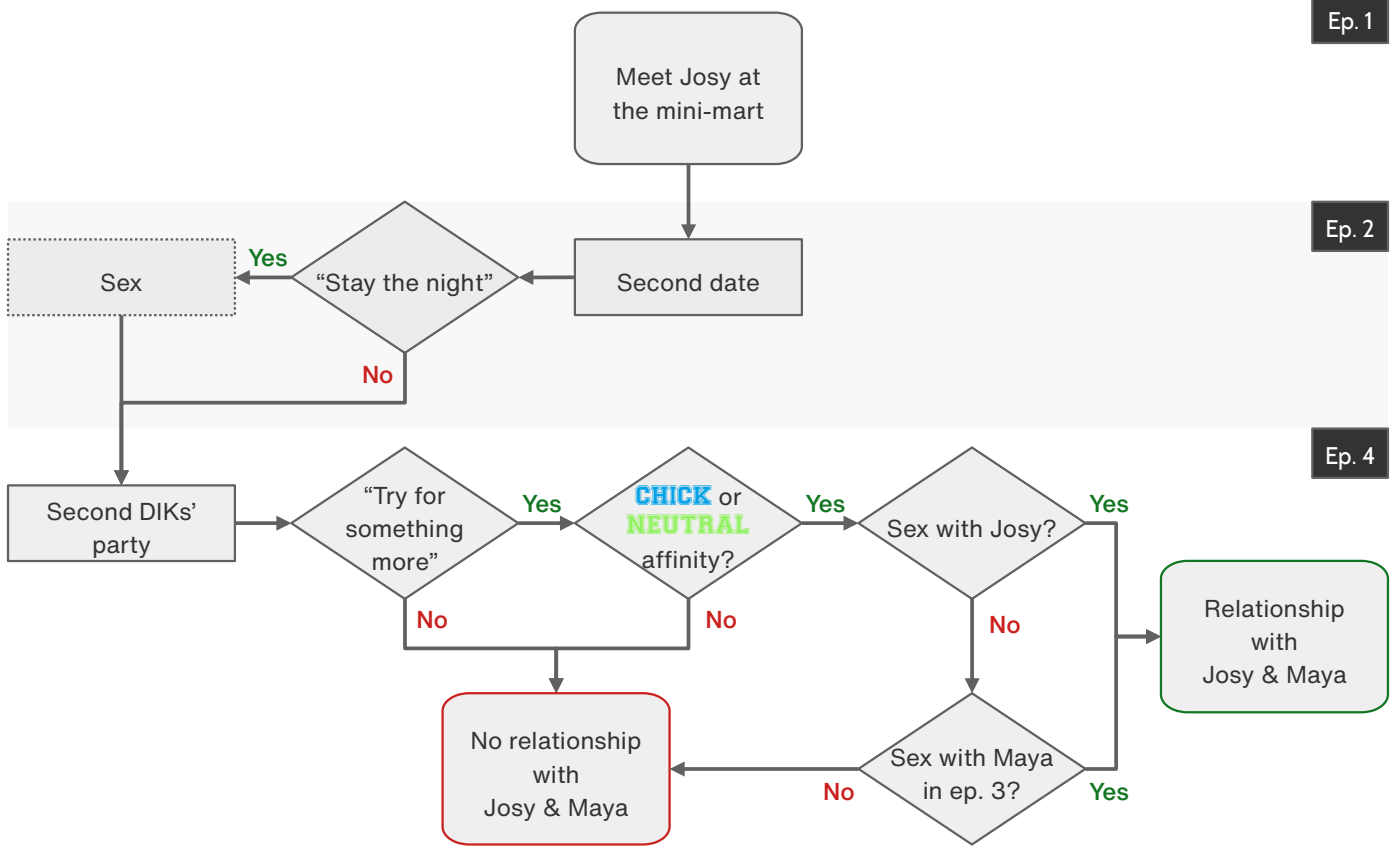 Ep. 1
Meet Josy at
the mini-mart
Ep. 2
Sex
Yes
“Stay the night”
Second date
No
Ep. 4
Second DIKs’
party
“Try for
something
more”
Yes
CHICK or
NEUTRAL
affinity?
Yes
Sex with Josy?
Yes
No
No
No
Relationship
with
Josy & Maya
No relationship
with
Josy & Maya
No
Sex with Maya
in ep. 3?
Yes